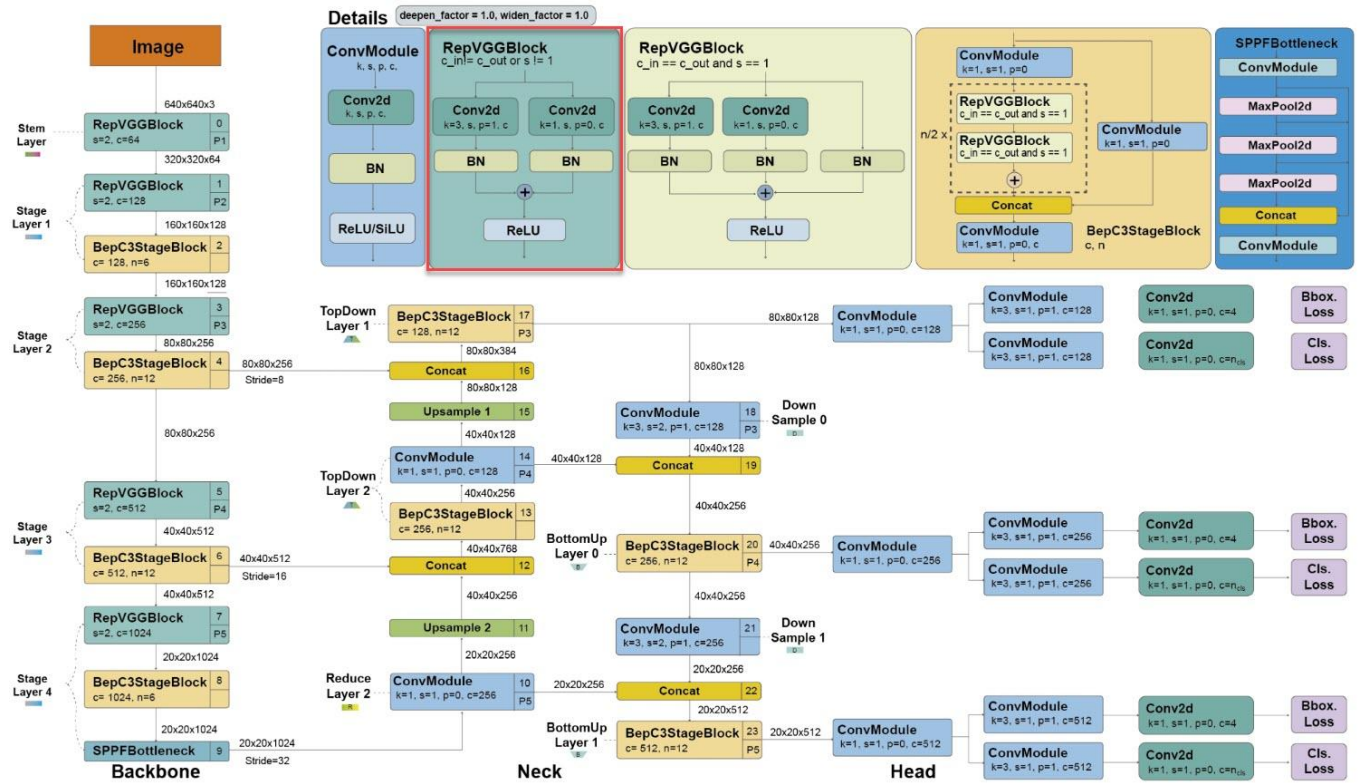 Details
deepen_factor = 1.0, widen_factor = 1.0
ConvModule
k, s, p, c,
Conv2d
k, s, p, c,
BN
ReLU/SiLU
RepVGGBlock
c_in!= c_out or s != 1
Conv2d
k=3, s, p=1, c
Conv2d
k=1, s, p=0, c
BN
BN
+
ReLU
RepVGGBlock
c_in == c_out and s == 1
Conv2d
k=3, s, p=1, c
Conv2d
k=1, s, p=0, c
BN
BN
BN
+
ReLU
ConvModule
k=1, s=1, p=0
n/2 x
RepVGGBlock
c_in == c_out and s == 1
RepVGGBlock
c_in == c_out and s == 1
+
ConvModule
k=1, s=1, p=0
Concat
ConvModule
k=1, s=1, p=0, c
BepC3StageBlock
c, n
SPPFBottleneck
ConvModule
MaxPool2d
MaxPool2d
MaxPool2d
Concat
ConvModule
Image
640x640x3
Stem
Layer
RepVGGBlock
s=2, c=64
0
P1
320x320x64
Stage
Layer 1
RepVGGBlock
s=2, c=128
1
P2
160x160x128
BepC3StageBlock
c= 128, n=6
2
160x160x128
Stage
Layer 2
RepVGGBlock
s=2, c=256
3
P3
80x80x256
BepC3StageBlock
c= 256, n=12
4
80x80x256
Stride=8
80x80x256
Stage
Layer 3
RepVGGBlock
s=2, c=512
5
P4
40x40x512
BepC3StageBlock
c= 512, n=12
6
40x40x512
Stride=16
40x40x512
Stage
Layer 4
RepVGGBlock
s=2, c=1024
7
P5
20x20x1024
BepC3StageBlock
c= 1024, n=6
8
20x20x1024
SPPFBottleneck
9
20x20x1024
Stride=32
Backbone
TopDown
Layer 1
T
BepC3StageBlock
c= 128, n=12
17
P3
80x80x384
Concat
16
80x80x128
Upsample 1
15
40x40x128
TopDown
Layer 2
T
ConvModule
k=1, s=1, p=0, c=128
14
P4
40x40x128
40x40x256
BepC3StageBlock
c= 256, n=12
13
40x40x768
Concat
12
40x40x256
Upsample 2
11
20x20x256
Reduce
Layer 2
R
ConvModule
k=1, s=1, p=0, c=256
10
P5
20x20x256
80x80x128
ConvModule
k=3, s=2, p=1, c=128
18
P3
Down
Sample 0
D
40x40x128
Concat
19
40x40x256
BottomUp
Layer 0
B
BepC3StageBlock
c= 256, n=12
20
P4
40x40x256
40x40x256
ConvModule
k=3, s=2, p=1, c=256
21
Down
Sample 1
D
20x20x256
Concat
22
20x20x512
BottomUp
Layer 1
B
BepC3StageBlock
c= 512, n=12
23
P5
20x20x512
Neck
80x80x128
ConvModule
k=1, s=1, p=0, c=128
ConvModule
k=3, s=1, p=1, c=128
Conv2d
k=1, s=1, p=0, c=4
Bbox.
Loss
ConvModule
k=3, s=1, p=1, c=128
Conv2d
k=1, s=1, p=0, c=n_cls
Cls.
Loss
ConvModule
k=1, s=1, p=0, c=256
ConvModule
k=3, s=1, p=1, c=256
Conv2d
k=1, s=1, p=0, c=4
Bbox.
Loss
ConvModule
k=3, s=1, p=1, c=256
Conv2d
k=1, s=1, p=0, c=n_cls
Cls.
Loss
ConvModule
k=1, s=1, p=0, c=512
ConvModule
k=3, s=1, p=1, c=512
Conv2d
k=1, s=1, p=0, c=4
Bbox.
Loss
ConvModule
k=3, s=1, p=1, c=512
Conv2d
k=1, s=1, p=0, c=n_cls
Cls.
Loss
Head